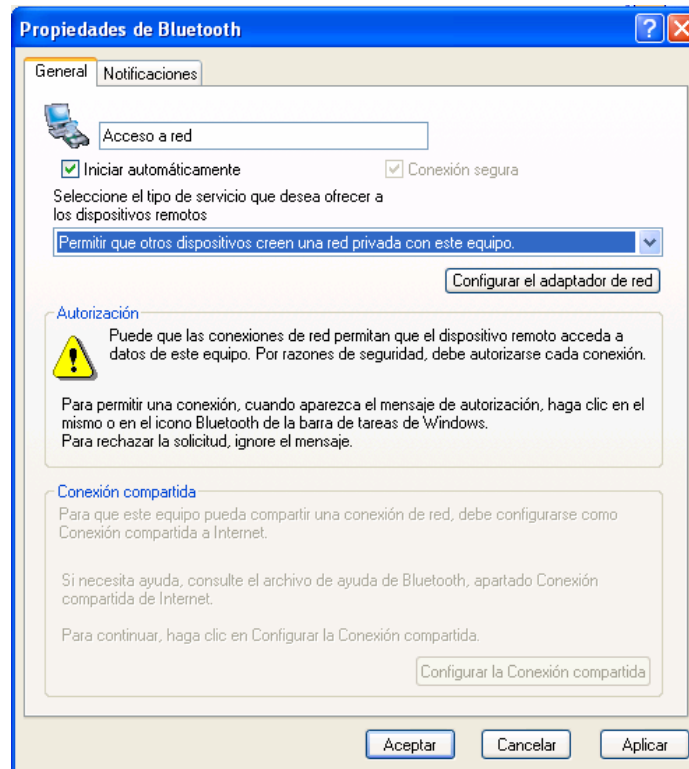 Propiedades de Bluetooth
General
Notificaciones
Acceso a red
Iniciar automáticamente
Conexión segura
Seleccione el tipo de servicio que desea ofrecer a
los dispositivos remotos
Permitir que otros dispositivos creen una red privada con este equipo.
Configurar el adaptador de red
Autorización
Puede que las conexiones de red permitan que el dispositivo remoto acceda a
datos de este equipo. Por razones de seguridad, debe autorizarse cada conexión.
Para permitir una conexión, cuando aparezca el mensaje de autorización, haga clic en el
mismo o en el icono Bluetooth de la barra de tareas de Windows.
Para rechazar la solicitud, ignore el mensaje.
Conexión compartida
Para que este equipo pueda compartir una conexión de red, debe configurarse como
Conexión compartida a Internet.
Si necesita ayuda, consulte el archivo de ayuda de Bluetooth, apartado Conexión
compartida de Internet.
Para continuar, haga clic en Configurar la Conexión compartida.
Configurar la Conexión compartida
Aceptar
Cancelar
Aplicar